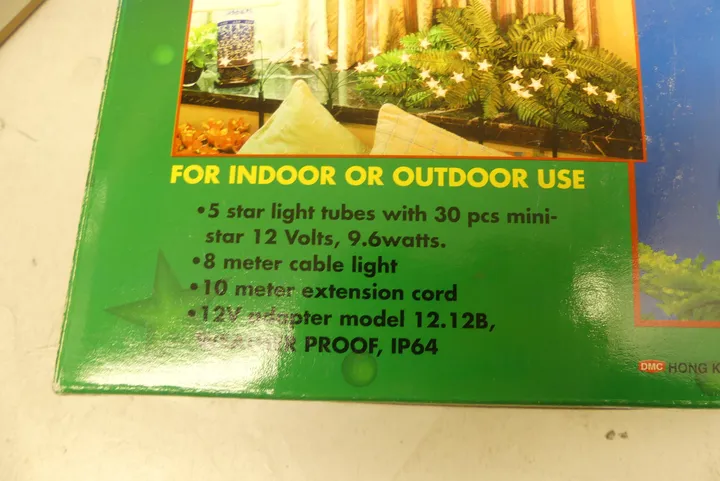 FOR INDOOR OR OUTDOOR USE
•5 star light tubes with 30 pcs mini-
star 12 Volts, 9.6watts.
•8 meter cable light
•10 meter extension cord
•12V adapter model 12.12B,
WEATHER PROOF, IP64
DMC HONG K